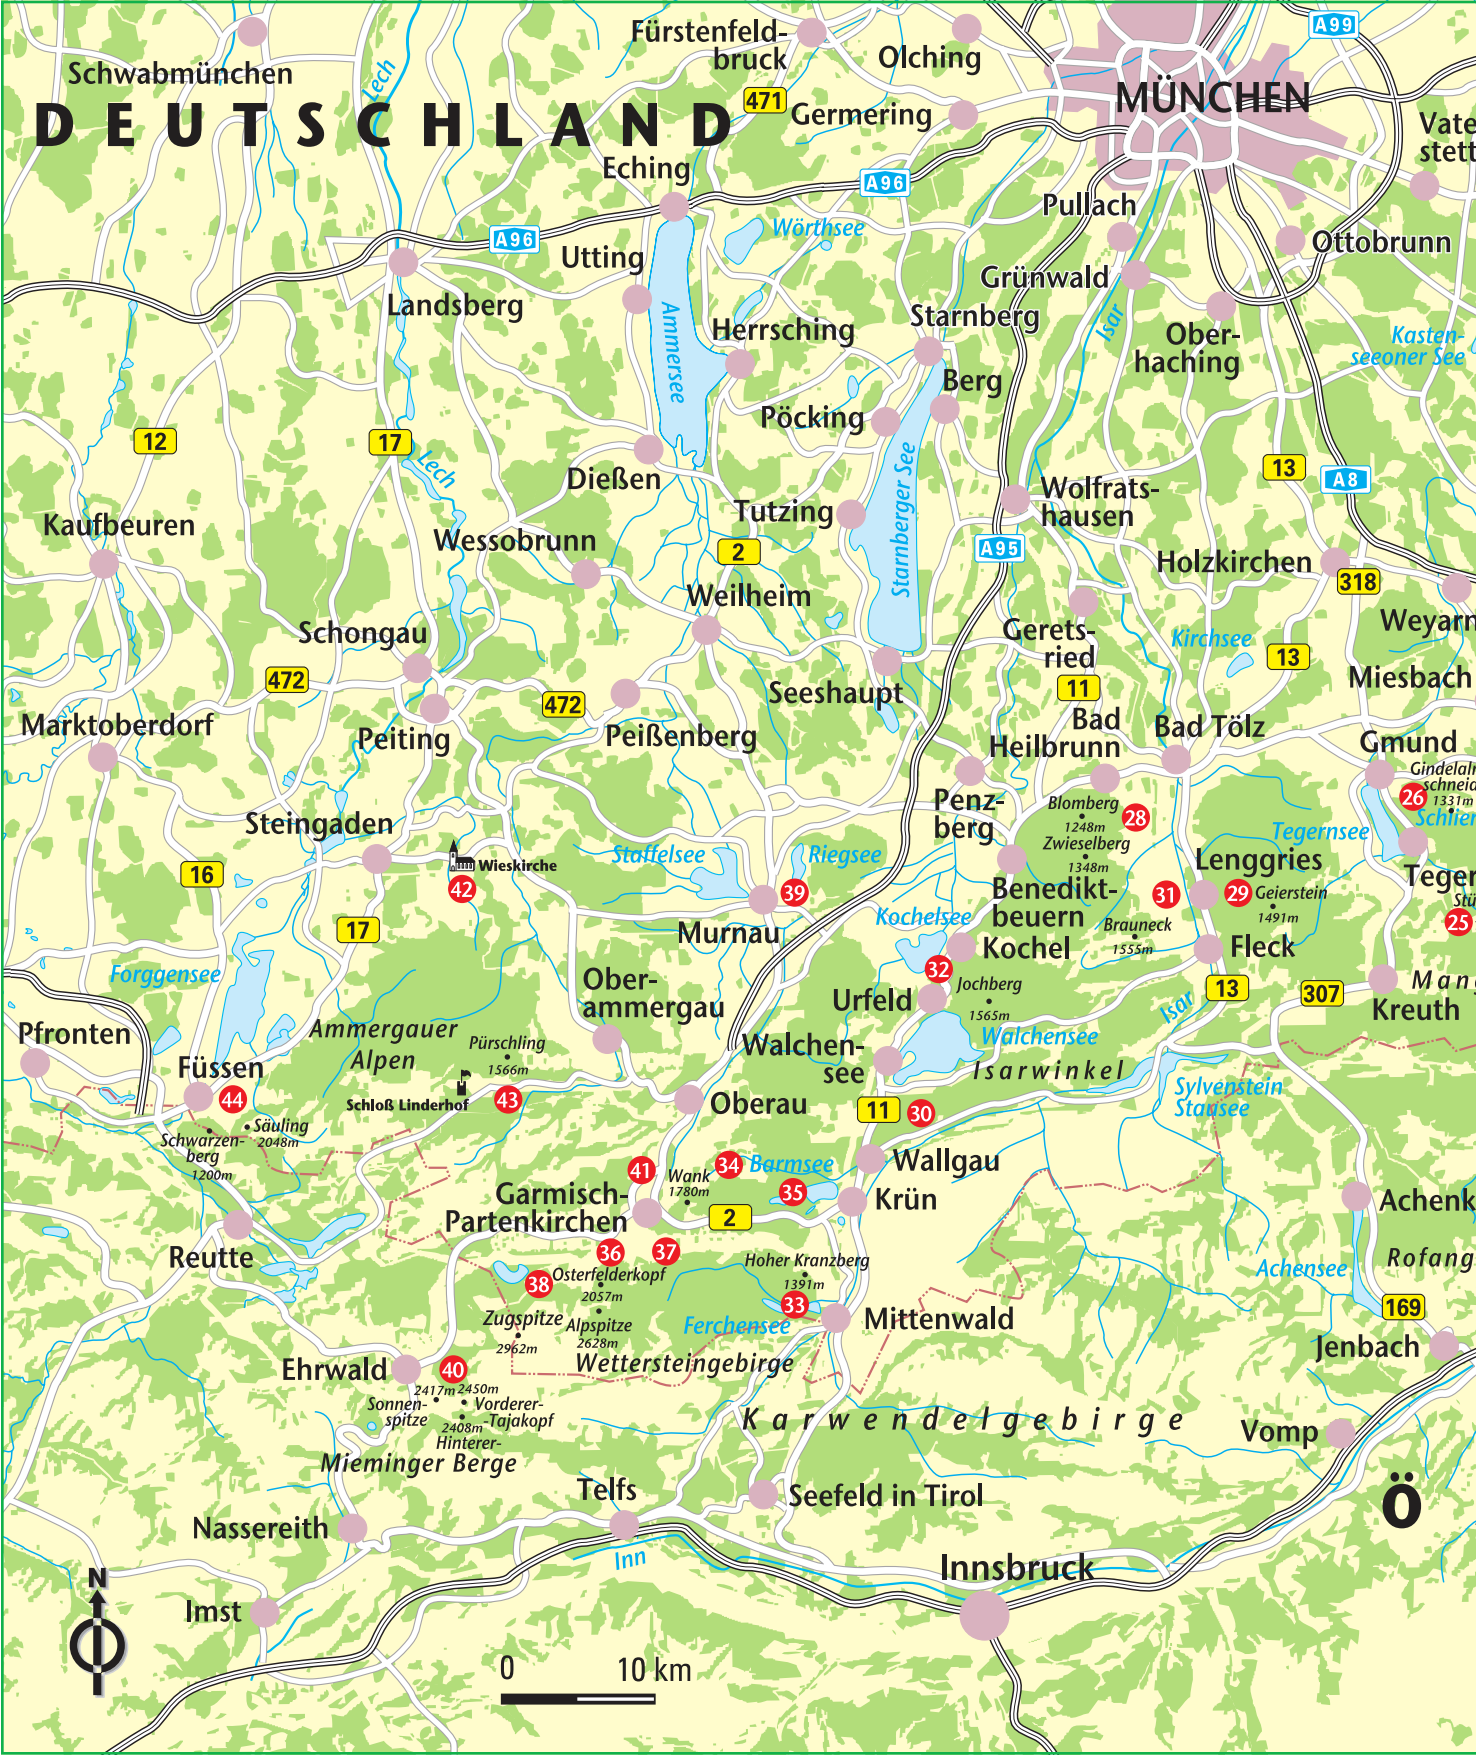 A99
Fürstenfeld-
bruck
Olching
Schwabmünchen
Lech
471
Germering
MÜNCHEN
DEUTSCHLAND
Eching
A96
Pullach
Wörthsee
A96
Utting
Ottobrunn
Grünwald
Landsberg
Ammersee
Herrsching
Starnberg
Isar
Ober-
haching
Kasten-
seeoner See
Berg
Pöcking
12
17
Lech
Dießen
Starnberger See
13
A8
Wolfrats-
hausen
Kaufbeuren
Tutzing
Wessobrunn
2
A95
Holzkirchen
318
Weilheim
Weyarn
Schongau
Gerets-
ried
Kirchsee
13
472
472
Seeshaupt
11
Miesbach
Marktoberdorf
Peiting
Peißenberg
Bad
Heilbrunn
Bad Tölz
Gmund
Penz-
berg
Blomberg
1248m
28
Zwieselberg
1348m
26
1331m
Tegernsee
Steingaden
Wieskirche
42
Staffelsee
Riegsee
39
Lenggries
16
Benedikt-
beuern
31
29
Geierstein
1491m
25
17
Murnau
Kochelsee
Kochel
Brauneck
1555m
Fleck
Forggensee
Ober-
ammergau
32
Jochberg
1565m
Urfeld
13
307
Kreuth
Pfronten
Ammergauer
Alpen
Pürschling
1566m
Walchen-
see
Walchensee
Isar
Isarwinkel
Füssen
44
Schloß Linderhof
43
Oberau
11
30
Sylvenstein
Stausee
Säuling
2048m
Schwarzen-
berg
1200m
41
Wank
1780m
34
Barmsee
35
Wallgau
Krün
Garmisch-
Partenkirchen
2
Reutte
36
37
Hoher Kranzberg
1391m
38
Osterfelderkopf
2057m
33
Achensee
Zugspitze
2962m
Alpspitze
2628m
Ferchensee
Mittenwald
169
Jenbach
Wettersteingebirge
Ehrwald
40
2417m
2450m
Sonnen-
spitze
Vorderer-
-Tajakopf
2408m
Hinterer-
Karwendelgebirge
Vomp
Mieminger Berge
Telfs
Seefeld in Tirol
Ö
Nassereith
Inn
Innsbruck
N
Imst
0
10 km